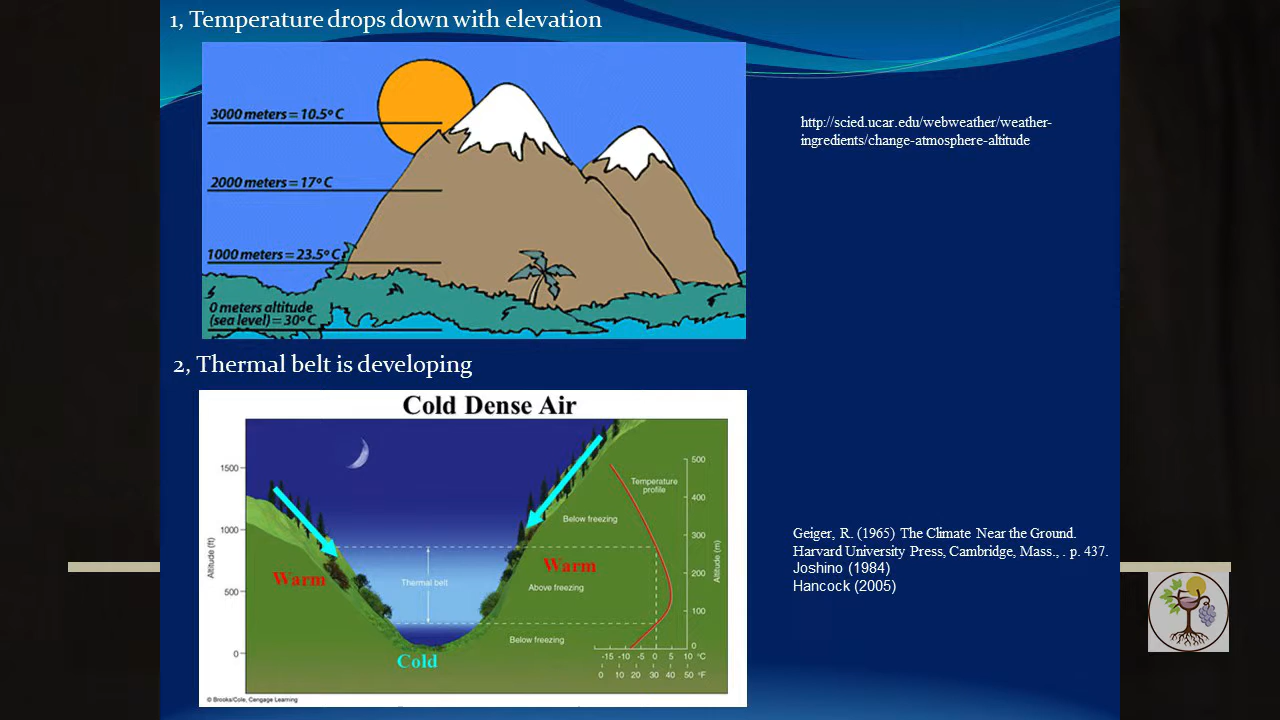 1, Temperature drops down with elevation
3000 meters = 10.5° C
2000 meters = 17° C
1000 meters = 23.5° C
0 meters altitude
(sea level) = 30° C
http://scied.ucar.edu/webweather/weather-
ingredients/change-atmosphere-altitude
2, Thermal belt is developing
Cold Dense Air
1500
1000
500
0
Altitude (ft)
Warm
Thermal belt
Cold
Warm
Below freezing
Above freezing
Below freezing
Temperature
profile
500
400
300
200
100
0
Altitude (m)
-15 -10 -5 0 5 10 °C
0 10 20 30 40 50 °F
© Brooks/Cole, Cengage Learning
Geiger, R. (1965) The Climate Near the Ground.
Harvard University Press, Cambridge, Mass., . p. 437.
Joshino (1984)
Hancock (2005)